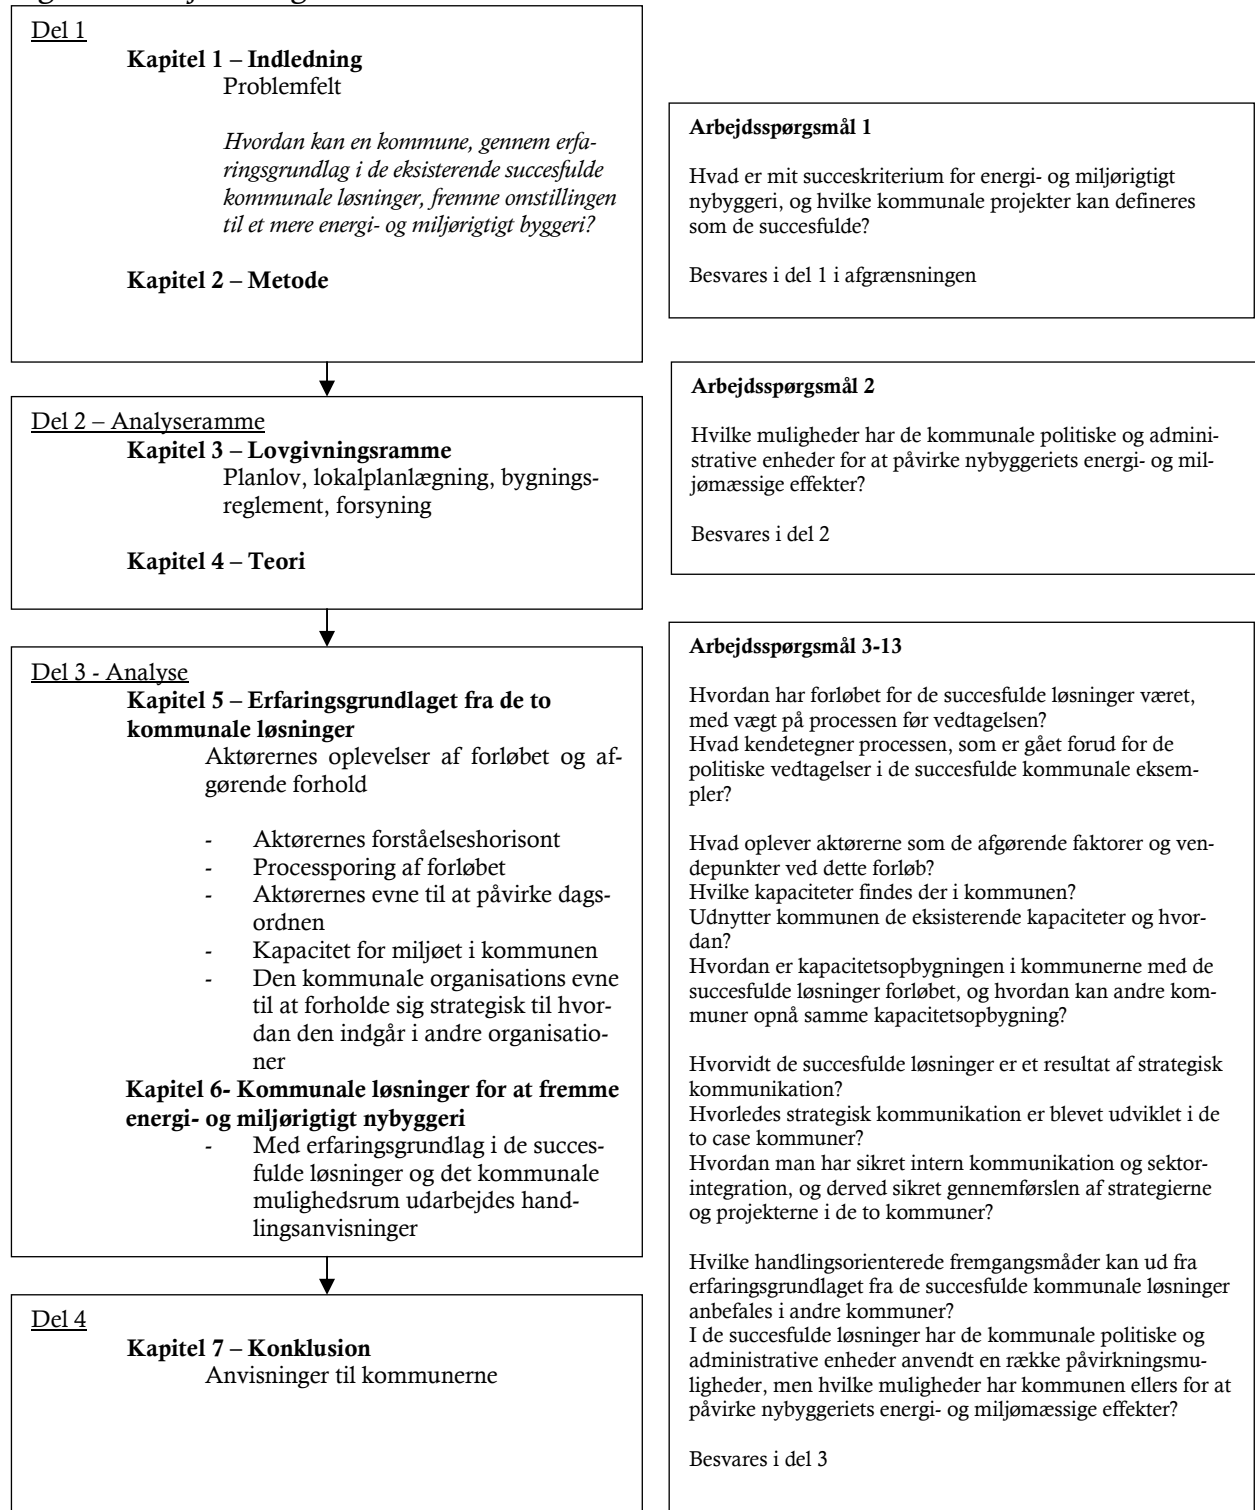 Del 1
Kapitel 1 – Indledning
Problemfelt
Hvordan kan en kommune, gennem erfa-
ringsgrundlag i de eksisterende succesfulde
kommunale løsninger, fremme omstillingen
til et mere energi- og miljørigtigt byggeri?
Kapitel 2 – Metode
Arbejdsspørgsmål 1
Hvad er mit succeskriterium for energi- og miljørigtigt
nybyggeri, og hvilke kommunale projekter kan defineres
som de succesfulde?
Besvares i del 1 i afgrænsningen
Del 2 – Analyseramme
Kapitel 3 – Lovgivningsramme
Planlov, lokalplanlægning, bygnings-
reglement, forsyning
Kapitel 4 – Teori
Arbejdsspørgsmål 2
Hvilke muligheder har de kommunale politiske og admini-
strative enheder for at påvirke nybyggeriets energi- og mil-
jømæssige effekter?
Besvares i del 2
Del 3 - Analyse
Kapitel 5 – Erfaringsgrundlaget fra de to
kommunale løsninger
Aktørernes oplevelser af forløbet og af-
gørende forhold
- Aktørernes forståelseshorisont
- Processporing af forløbet
- Aktørernes evne til at påvirke dags-
ordnen
- Kapacitet for miljøet i kommunen
- Den kommunale organisations evne
til at forholde sig strategisk til hvor-
dan den indgår i andre organisatio-
ner
Kapitel 6- Kommunale løsninger for at fremme
energi- og miljørigtigt nybyggeri
- Med erfaringsgrundlag i de succes-
fulde løsninger og det kommunale
mulighedsrum udarbejdes hand-
lingsanvisninger
Arbejdsspørgsmål 3-13
Hvordan har forløbet for de succesfulde løsninger været,
med vægt på processen før vedtagelsen?
Hvad kendetegner processen, som er gået forud for de
politiske vedtagelser i de succesfulde kommunale eksem-
pler?
Hvad oplever aktørerne som de afgørende faktorer og ven-
depunkter ved dette forløb?
Hvilke kapaciteter findes der i kommunen?
Udnytter kommunen de eksisterende kapaciteter og hvor-
dan?
Hvordan er kapacitetsopbygningen i kommunerne med de
succesfulde løsninger forløbet, og hvordan kan andre kom-
muner opnå samme kapacitetsopbygning?
Hvorvidt de succesfulde løsninger er et resultat af strategisk
kommunikation?
Hvorledes strategisk kommunikation er blevet udviklet i de
to case kommuner?
Hvordan man har sikret intern kommunikation og sektor-
integration, og derved sikret gennemførslen af strategierne
og projekterne i de to kommuner?
Hvilke handlingsorienterede fremgangsmåder kan ud fra
erfaringsgrundlaget fra de succesfulde kommunale løsninger
anbefales i andre kommuner?
I de succesfulde løsninger har de kommunale politiske og
administrative enheder anvendt en række påvirkningsmu-
ligheder, men hvilke muligheder har kommunen ellers for at
påvirke nybyggeriets energi- og miljømæssige effekter?
Besvares i del 3
Del 4
Kapitel 7 – Konklusion
Anvisninger til kommunerne